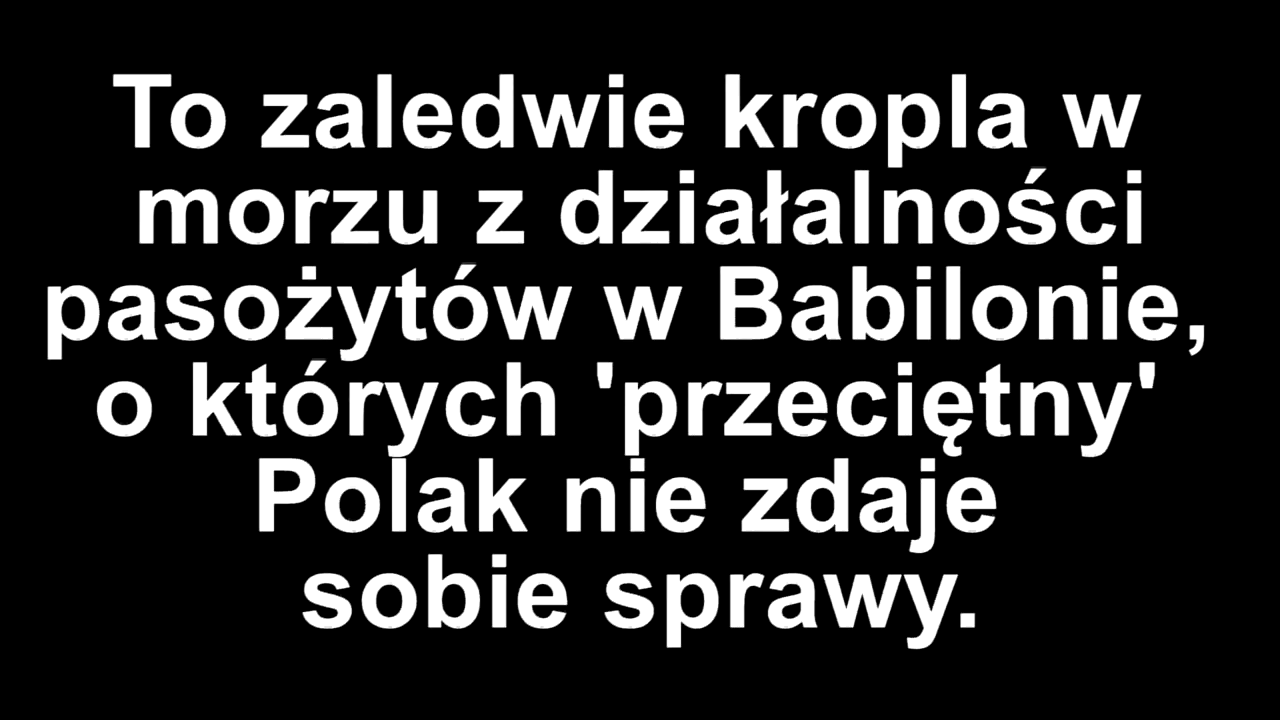 To zaledwie kropla w
morzu z działalności
pasożytów w Babilonie,
o których 'przeciętny'
Polak nie zdaje
sobie sprawy.